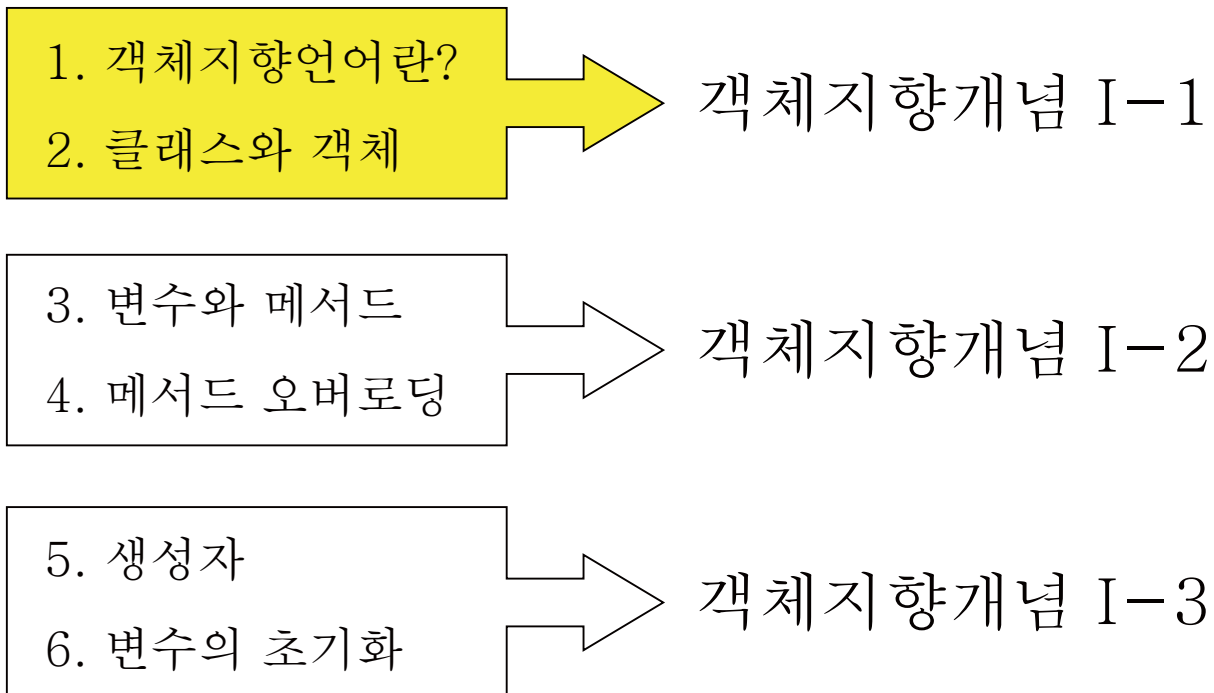 1. 객체지향언어란?
2. 클래스와 객체
객체지향개념 I-1
3. 변수와 메서드
4. 메서드 오버로딩
객체지향개념 I-2
5. 생성자
6. 변수의 초기화
객체지향개념 I-3